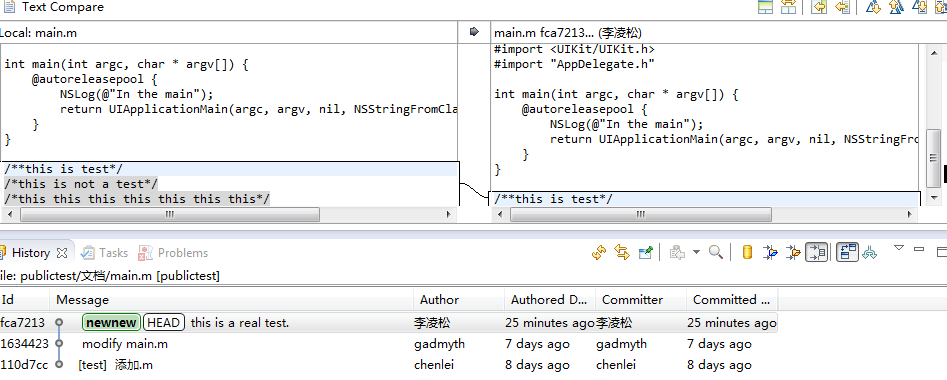 Text Compare
Local: main.m
main.m fca7213... (李凌松)
int main(int argc, char * argv[]) {
@autoreleasepool {
NSLog(@"In the main");
return UIApplicationMain(argc, argv, nil, NSStringFromCla
}
}
/**this is test*/
/*this is not a test*/
/*this this this this this this this*/
#import <UIKit/UIKit.h>
#import "AppDelegate.h"
int main(int argc, char * argv[]) {
@autoreleasepool {
NSLog(@"In the main");
return UIApplicationMain(argc, argv, nil, NSStringFro
}
}
/**this is test*/
History Tasks Problems
ile: publictest/文档/main.m [publictest]
Id Message Author Authored D... Committer Committed ...
fca7213 newnew HEAD this is a real test. 李凌松 25 minutes ago 李凌松 25 minutes ago
1634423 modify main.m gadmyth 7 days ago gadmyth 7 days ago
110d7cc [test] 添加.m chenlei 8 days ago chenlei 8 days ago